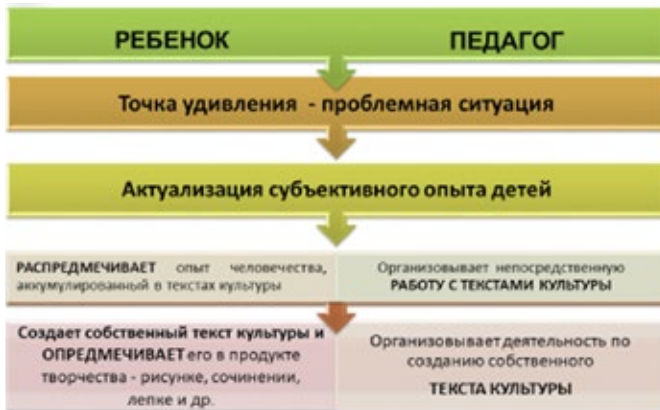 РЕБЕНОК ПЕДАГОГ
Точка удивления - проблемная ситуация
Актуализация субъективного опыта детей
РАСПРЕДМЕЧИВАЕТ опыт человечества,
аккумулированный в текстах культуры
Организовывает непосредственную
РАБОТУ С ТЕКСТАМИ КУЛЬТУРЫ
Создает собственный текст культуры и
ОПРЕДМЕЧИВАЕТ его в продукте
творчества - рисунке, сочинении,
лепке и др.
Организовывает деятельность по
созданию собственного
ТЕКСТА КУЛЬТУРЫ